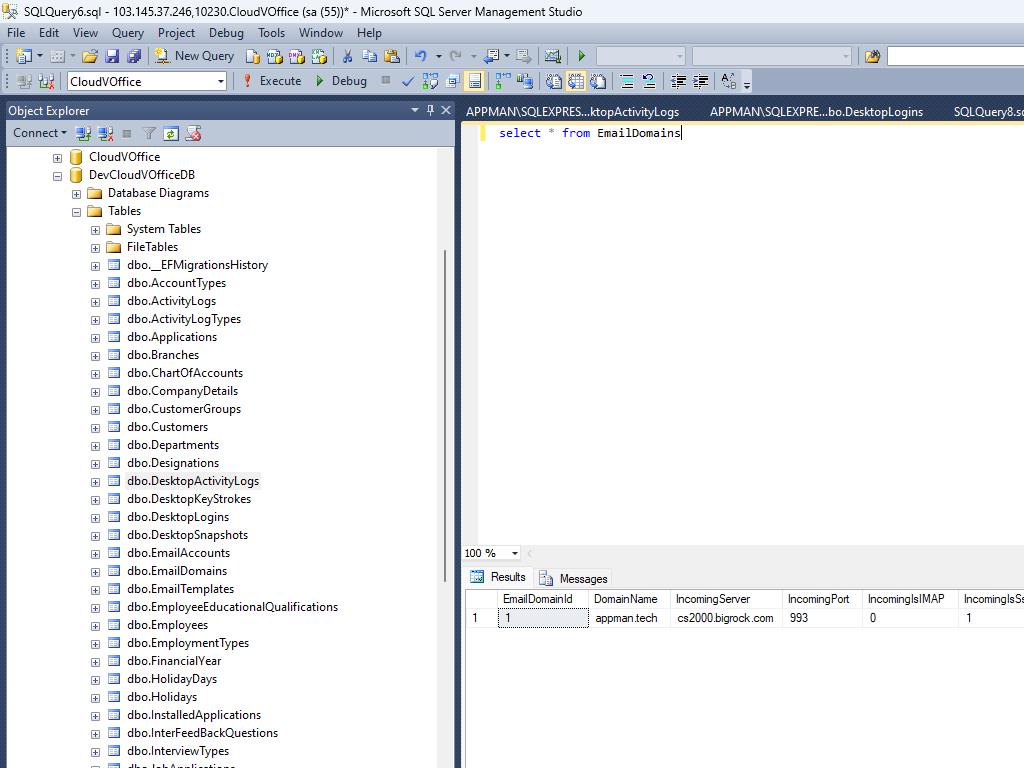 SQLQuery6.sql - 103.145.37.246,10230.CloudVOffice (sa (55))* - Microsoft SQL Server Management Studio
File Edit View Query Project Debug Tools Window Help
New Query
CloudVOffice Execute Debug
Object Explorer
APPMAN\SQLEXPRES...ktopActivityLogs APPMAN\SQLEXPRE...bo.DesktopLogins SQLQuery8.sq
Connect
select * from EmailDomains
CloudVOffice
DevCloudVOfficeDB
Database Diagrams
Tables
System Tables
FileTables
dbo.__EFMigrationsHistory
dbo.AccountTypes
dbo.ActivityLogs
dbo.ActivityLogTypes
dbo.Applications
dbo.Branches
dbo.ChartOfAccounts
dbo.CompanyDetails
dbo.CustomerGroups
dbo.Customers
dbo.Departments
dbo.Designations
dbo.DesktopActivityLogs
dbo.DesktopKeyStrokes
dbo.DesktopLogins
dbo.DesktopSnapshots
dbo.EmailAccounts
dbo.EmailDomains
dbo.EmailTemplates
dbo.EmployeeEducationalQualifications
dbo.Employees
dbo.EmploymentTypes
dbo.FinancialYear
dbo.HolidayDays
dbo.Holidays
dbo.InstalledApplications
dbo.InterFeedBackQuestions
dbo.InterviewTypes
dbo.JobApplications
100 %
Results Messages
EmailDomainId DomainName IncomingServer IncomingPort IncomingIsIMAP IncomingIsSs
1 1 appman.tech cs2000.bigrock.com 993 0 1